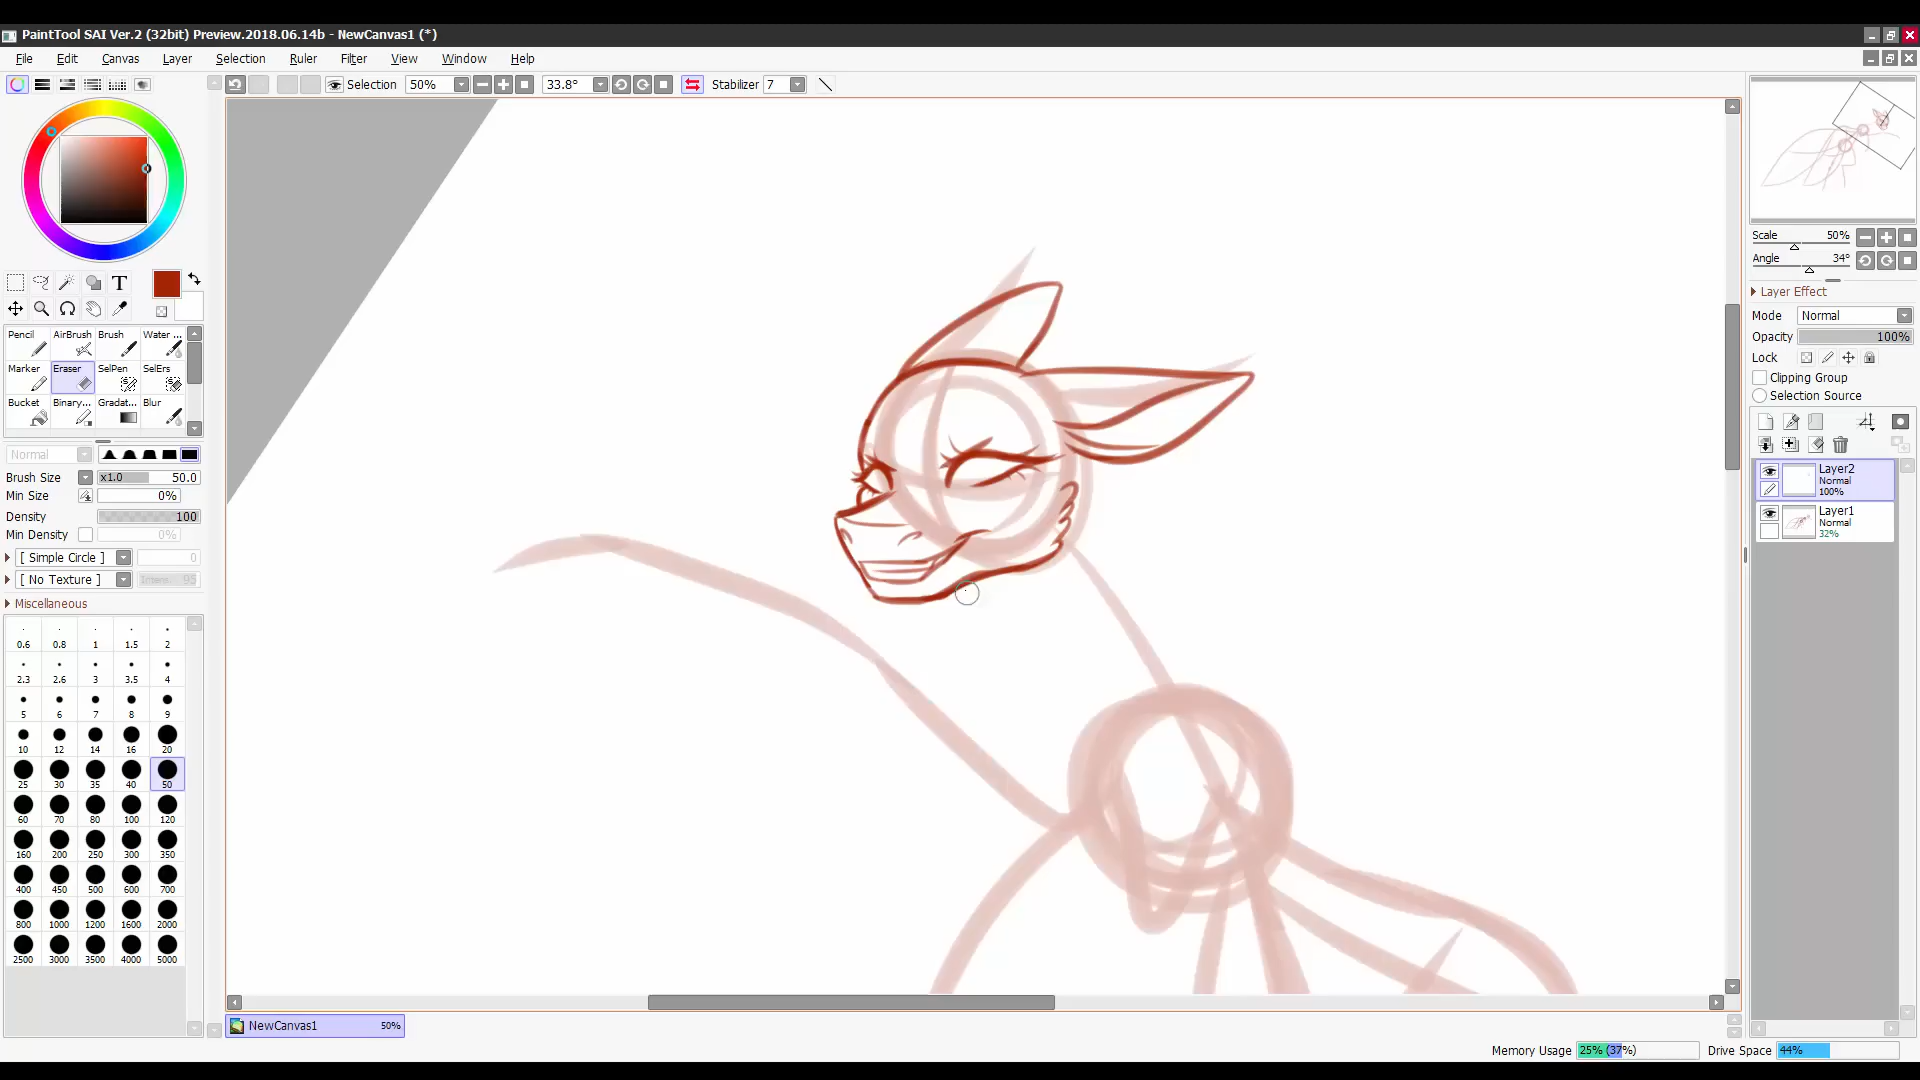 PaintTool SAI Ver.2 (32bit) Preview.2018.06.14b - NewCanvas1 (*)
File Edit Canvas Layer Selection Ruler Filter View Window Help
Selection 50% 33.8° Stabilizer 7
Scale 50%
Angle 34°
Layer Effect
Mode Normal
Opacity 100%
Lock
Clipping Group
Selection Source
Layer2
Normal
100%
Layer1
Normal
32%
T
Pencil AirBrush Brush Water ...
Marker Eraser SelPen SelErs
Bucket Binary... Gradat... Blur
Normal
Brush Size x1.0 50.0
Min Size 0%
Density 100
Min Density 0%
[ Simple Circle ] 0
[ No Texture ] 95
Miscellaneous
0.6 0.8 1 1.5 2
2.3 2.6 3 3.5 4
5 6 7 8 9
10 12 14 16 20
25 30 35 40 50
60 70 80 100 120
160 200 250 300 350
400 450 500 600 700
800 1000 1200 1600 2000
2500 3000 3500 4000 5000
NewCanvas1 50%
Memory Usage 25% (37%) Drive Space 44%